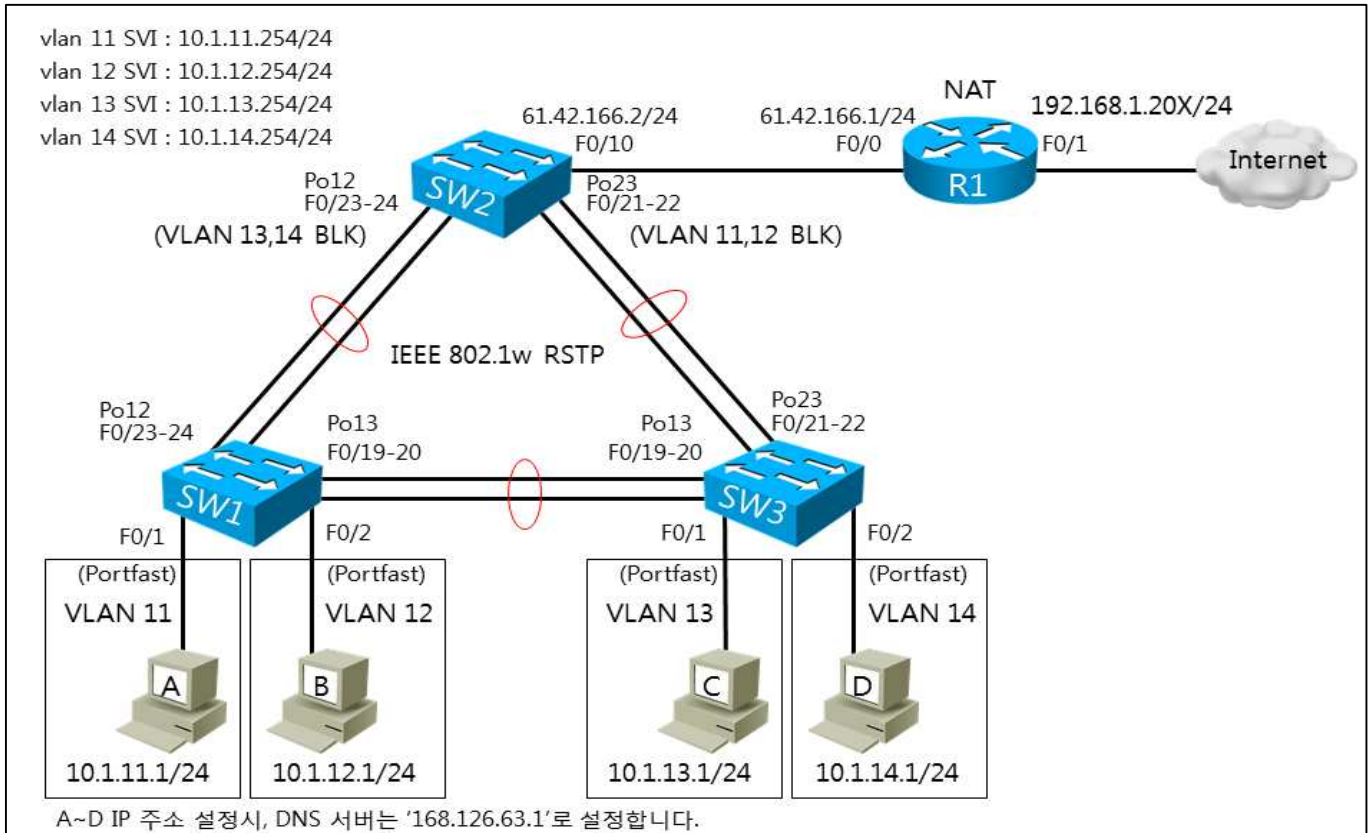 vlan 11 SVI : 10.1.11.254/24
vlan 12 SVI : 10.1.12.254/24
vlan 13 SVI : 10.1.13.254/24
vlan 14 SVI : 10.1.14.254/24
NAT
61.42.166.2/24
61.42.166.1/24
192.168.1.20X/24
F0/10
F0/0
F0/1
Internet
R1
SW2
Po12
F0/23-24
Po23
F0/21-22
(VLAN 13,14 BLK)
(VLAN 11,12 BLK)
IEEE 802.1w RSTP
Po12
F0/23-24
Po13
F0/19-20
Po13
F0/19-20
Po23
F0/21-22
SW1
SW3
F0/1
F0/2
F0/1
F0/2
(Portfast)
(Portfast)
(Portfast)
(Portfast)
VLAN 11
VLAN 12
VLAN 13
VLAN 14
A
B
C
D
10.1.11.1/24
10.1.12.1/24
10.1.13.1/24
10.1.14.1/24
A~D IP 주소 설정시, DNS 서버는 '168.126.63.1'로 설정합니다.